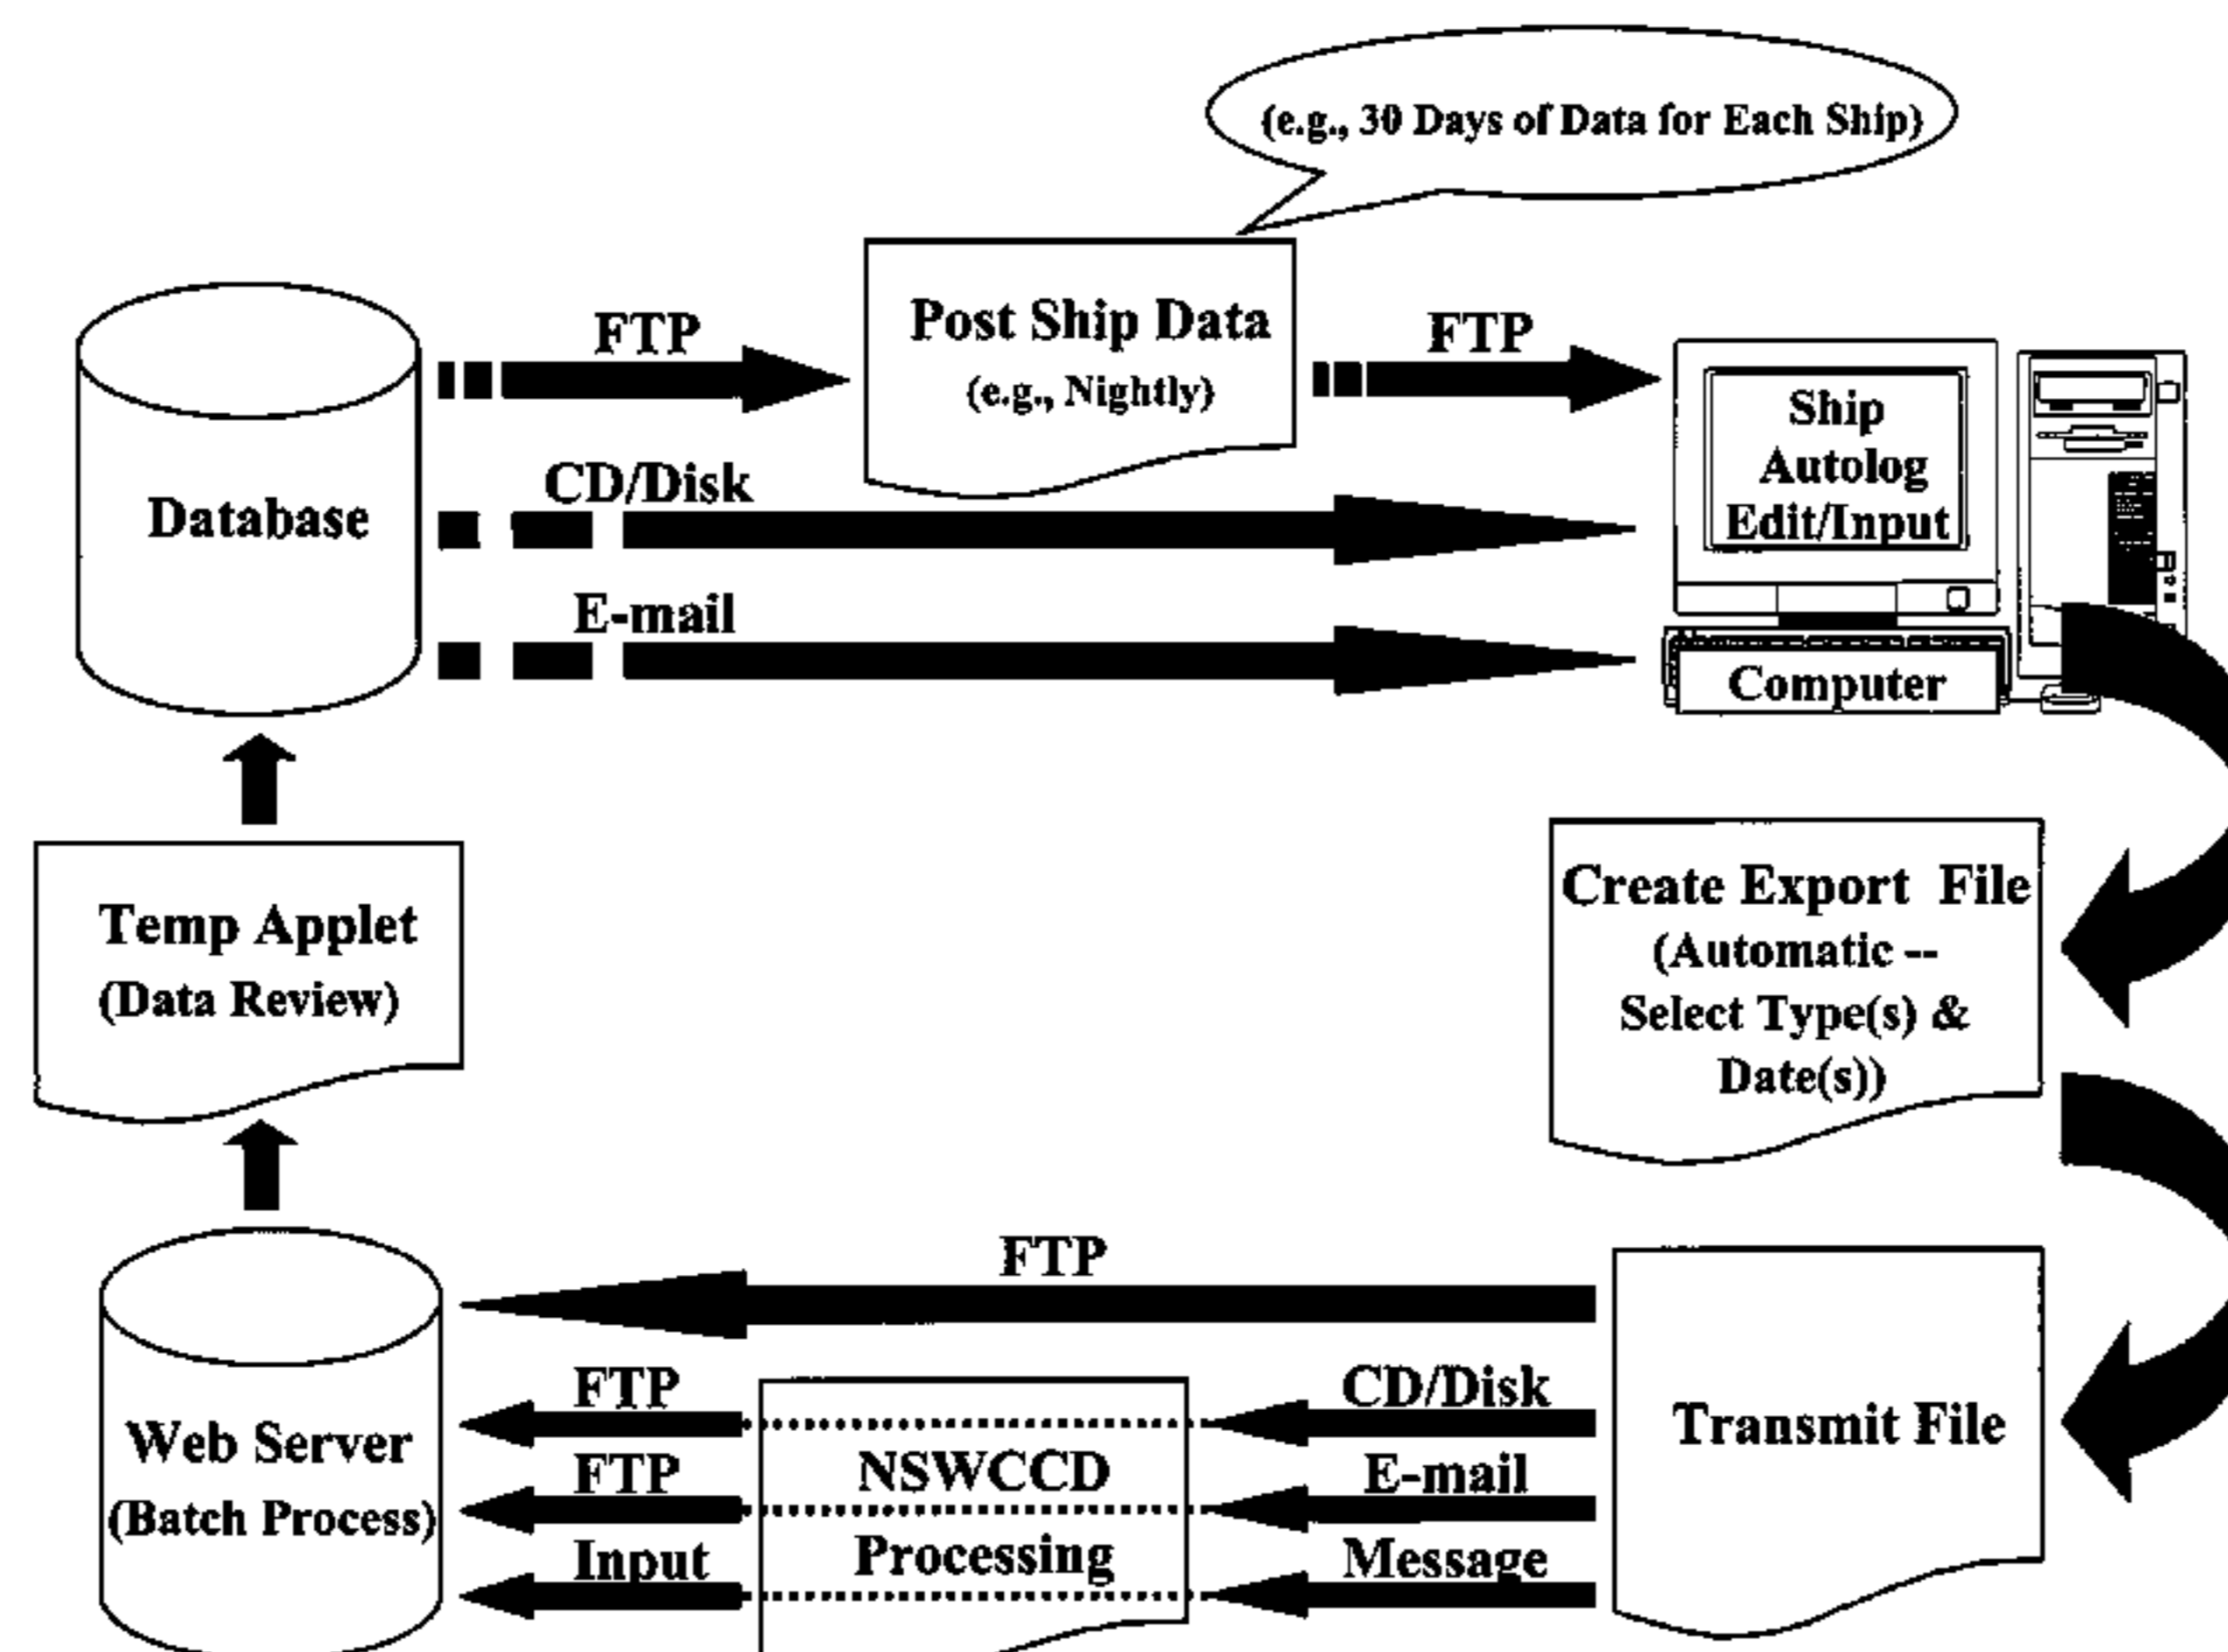 (e.g., 30 Days of Data for Each Ship)
FTP
Post Ship Data
(e.g., Nightly)
FTP
Ship
Autolog
Edit/Input
Computer
Database
CD/Disk
E-mail
Create Export File
(Automatic --
Select Type(s) &
Date(s))
Temp Applet
(Data Review)
FTP
Transmit File
CD/Disk
E-mail
Message
NSWCCD
Processing
FTP
FTP
Input
Web Server
(Batch Process)